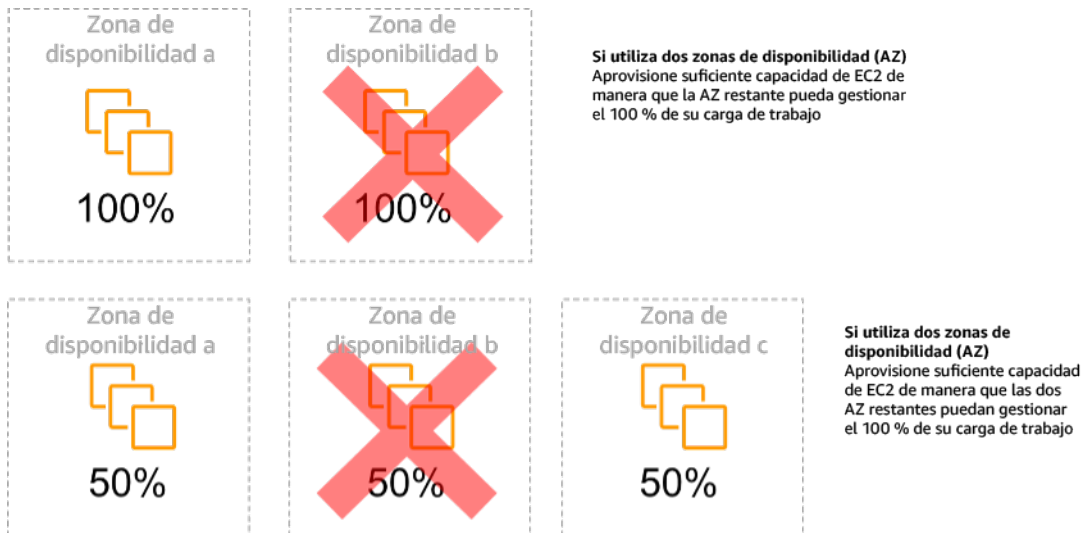 Zona de
disponibilidad a
100%
Zona de
disponibilidad b
100%
Si utiliza dos zonas de disponibilidad (AZ)
Aprovisione suficiente capacidad de EC2 de
manera que la AZ restante pueda gestionar
el 100 % de su carga de trabajo
Zona de
disponibilidad a
50%
Zona de
disponibilidad b
50%
Zona de
disponibilidad c
50%
Si utiliza dos zonas de
disponibilidad (AZ)
Aprovisione suficiente capacidad
de EC2 de manera que las dos
AZ restantes puedan gestionar
el 100 % de su carga de trabajo